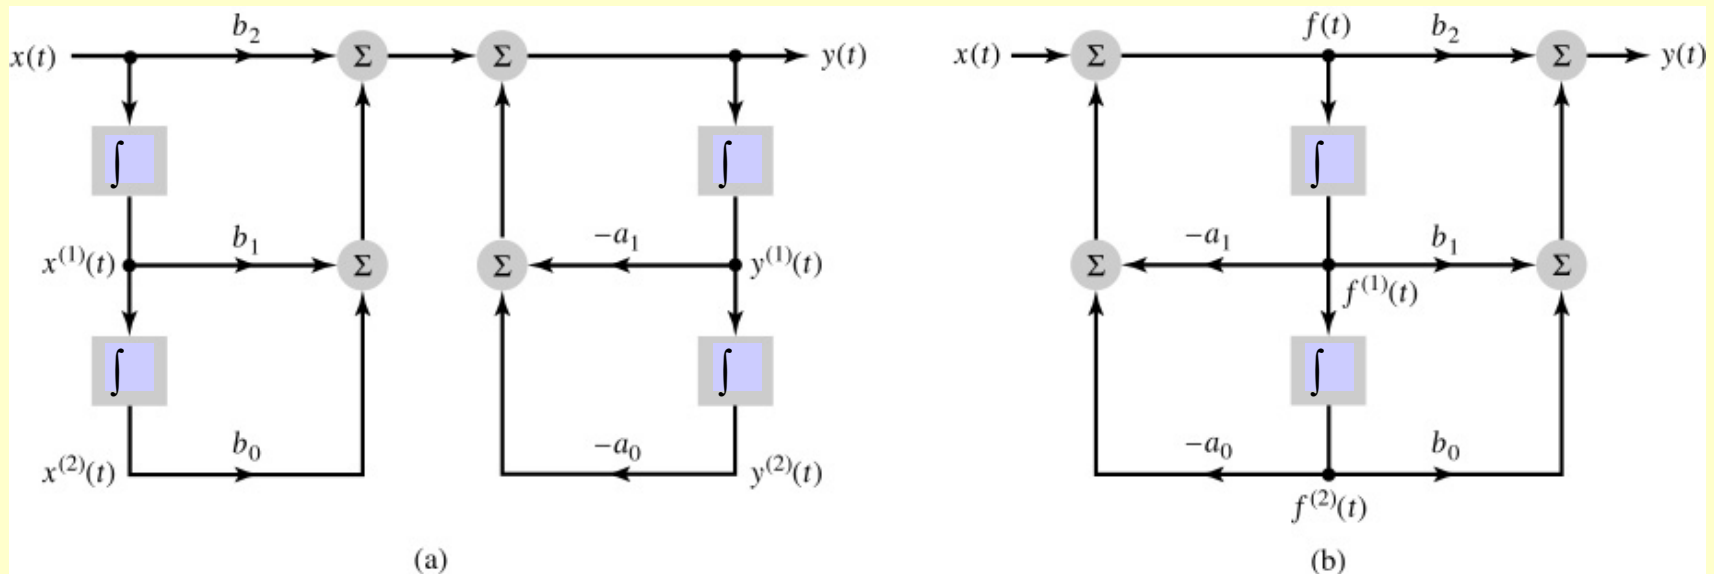 x(t)
b₂
Σ
Σ
y(t)
∫
∫
x⁽¹⁾(t)
b₁
Σ
Σ
−a₁
y⁽¹⁾(t)
∫
∫
x⁽²⁾(t)
b₀
−a₀
y⁽²⁾(t)
(a)
x(t)
Σ
f(t)
b₂
Σ
y(t)
∫
Σ
−a₁
b₁
Σ
f⁽¹⁾(t)
∫
−a₀
b₀
f⁽²⁾(t)
(b)